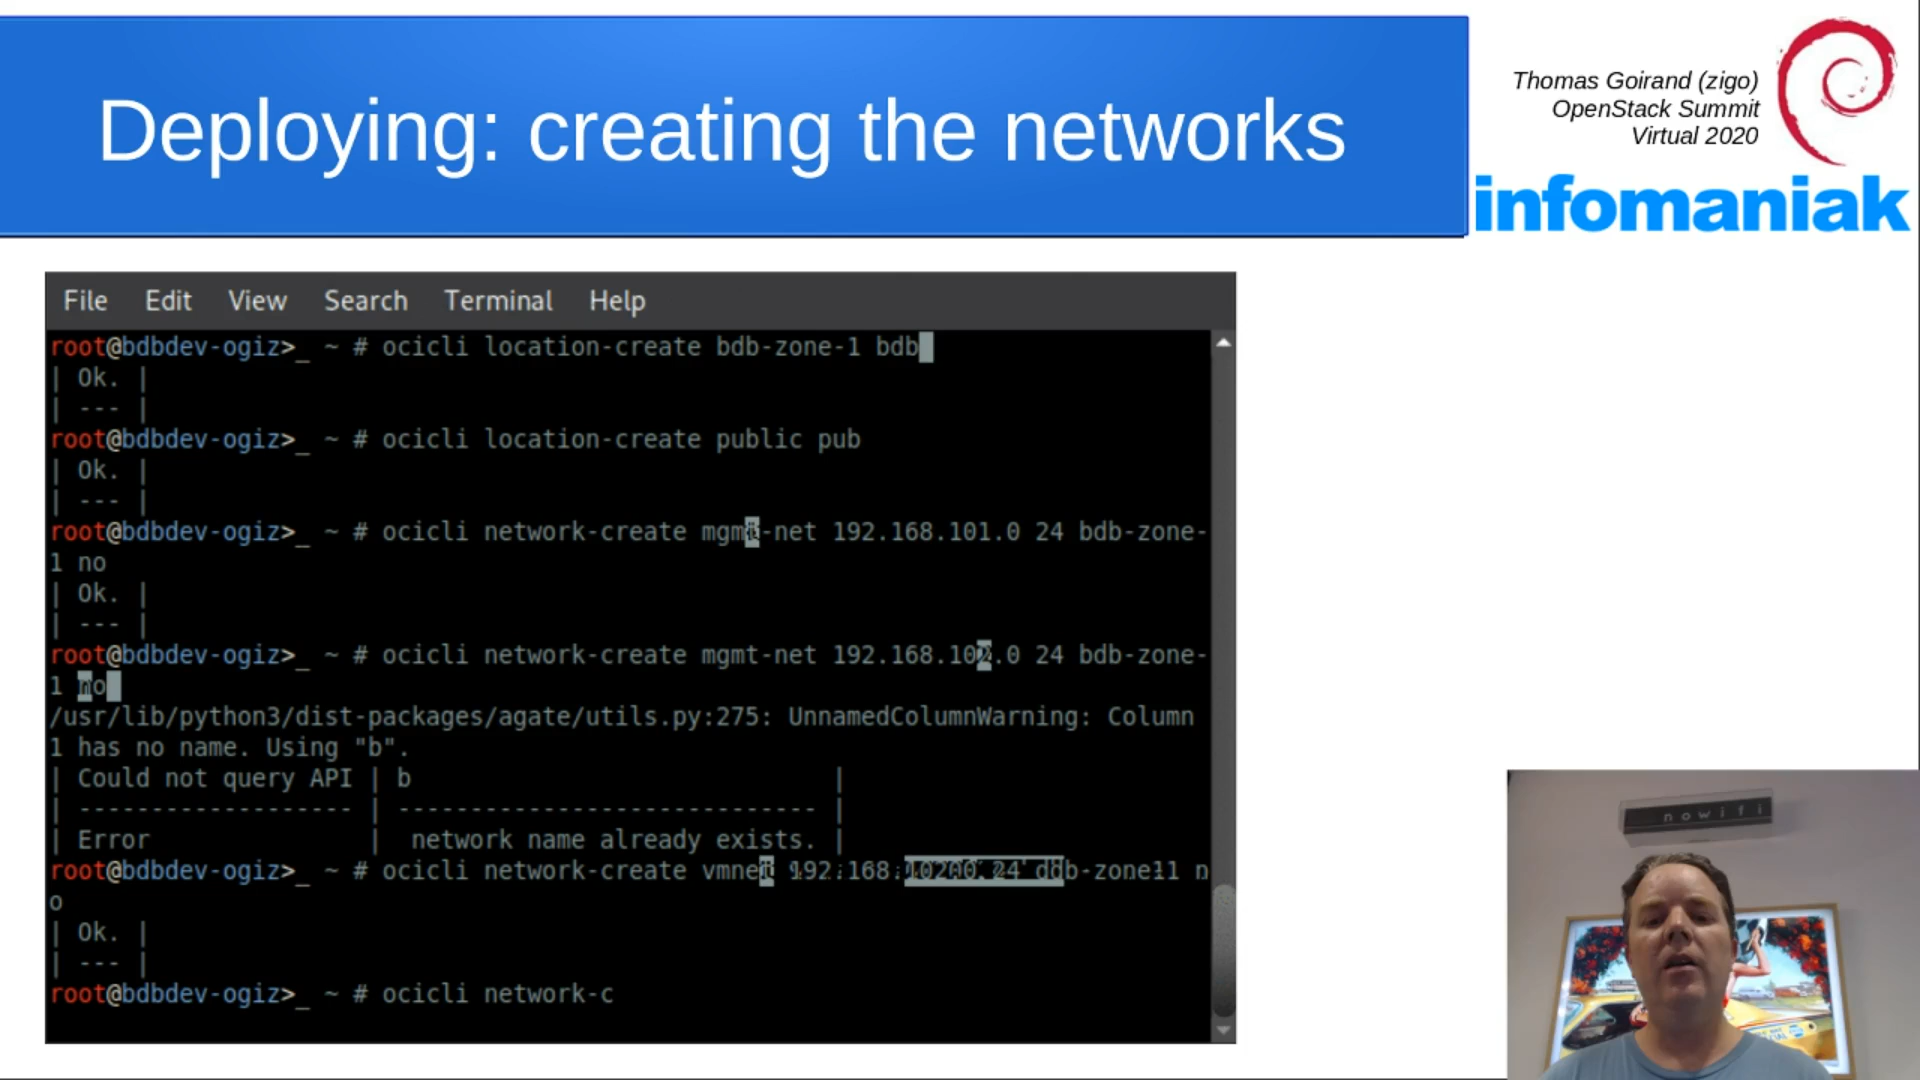 Deploying: creating the networks
Thomas Goirand (zigo)
OpenStack Summit
Virtual 2020
infomaniak
File Edit View Search Terminal Help
root@bdbdev-ogiz>_ ~ # ocicli location-create bdb-zone-1 bdb
| Ok. |
| --- |
root@bdbdev-ogiz>_ ~ # ocicli location-create public pub
| Ok. |
| --- |
root@bdbdev-ogiz>_ ~ # ocicli network-create mgmt-net 192.168.101.0 24 bdb-zone-
1 no
| Ok. |
| --- |
root@bdbdev-ogiz>_ ~ # ocicli network-create mgmt-net 192.168.102.0 24 bdb-zone-
1 no
/usr/lib/python3/dist-packages/agate/utils.py:275: UnnamedColumnWarning: Column
1 has no name. Using "b".
| Could not query API | b |
| ------------------- | ----------------------------- |
| Error | network name already exists. |
root@bdbdev-ogiz>_ ~ # ocicli network-create n
o
| Ok. |
| --- |
root@bdbdev-ogiz>_ ~ # ocicli network-c
nowifi